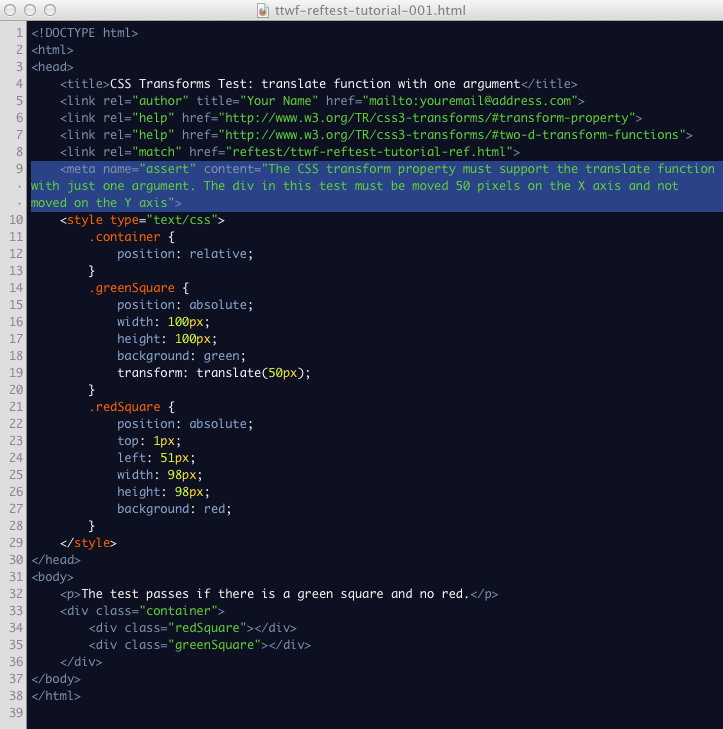 ttwf-reftest-tutorial-001.html
1 <!DOCTYPE html>
2 <html>
3 <head>
4     <title>CSS Transforms Test: translate function with one argument</title>
5     <link rel="author" title="Your Name" href="mailto:youremail@address.com">
6     <link rel="help" href="http://www.w3.org/TR/css3-transforms/#transform-property">
7     <link rel="help" href="http://www.w3.org/TR/css3-transforms/#two-d-transform-functions">
8     <link rel="match" href="reftest/ttwf-reftest-tutorial-ref.html">
9     <meta name="assert" content="The CSS transform property must support the translate function
· with just one argument. The div in this test must be moved 50 pixels on the X axis and not
· moved on the Y axis">
10     <style type="text/css">
11         .container {
12             position: relative;
13         }
14         .greenSquare {
15             position: absolute;
16             width: 100px;
17             height: 100px;
18             background: green;
19             transform: translate(50px);
20         }
21         .redSquare {
22             position: absolute;
23             top: 1px;
24             left: 51px;
25             width: 98px;
26             height: 98px;
27             background: red;
28         }
29     </style>
30 </head>
31 <body>
32     <p>The test passes if there is a green square and no red.</p>
33     <div class="container">
34         <div class="redSquare"></div>
35         <div class="greenSquare"></div>
36     </div>
37 </body>
38 </html>
39